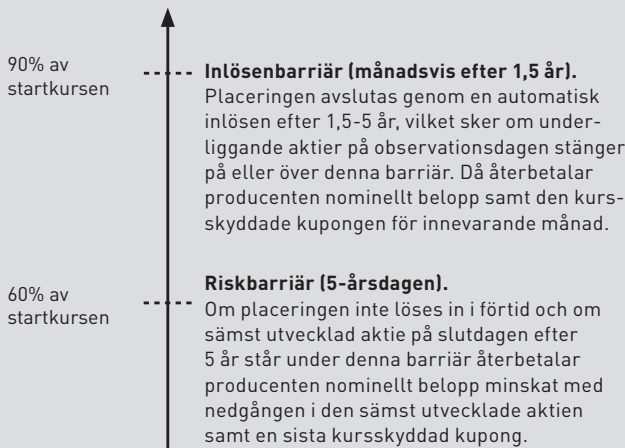 90% av
startkursen
Inlösenbarriär (månadsvis efter 1,5 år).
Placeringen avslutas genom en automatisk
inlösen efter 1,5-5 år, vilket sker om under-
liggande aktier på observationsdagen stänger
på eller över denna barriär. Då återbetalar
producenten nominellt belopp samt den kurs-
skyddade kupongen för innevarande månad.
60% av
startkursen
Riskbarriär (5-årsdagen).
Om placeringen inte löses in i förtid och om
sämst utvecklad aktie på slutdagen efter
5 år står under denna barriär återbetalar
producenten nominellt belopp minskat med
nedgången i den sämst utvecklade aktien
samt en sista kursskyddad kupong.